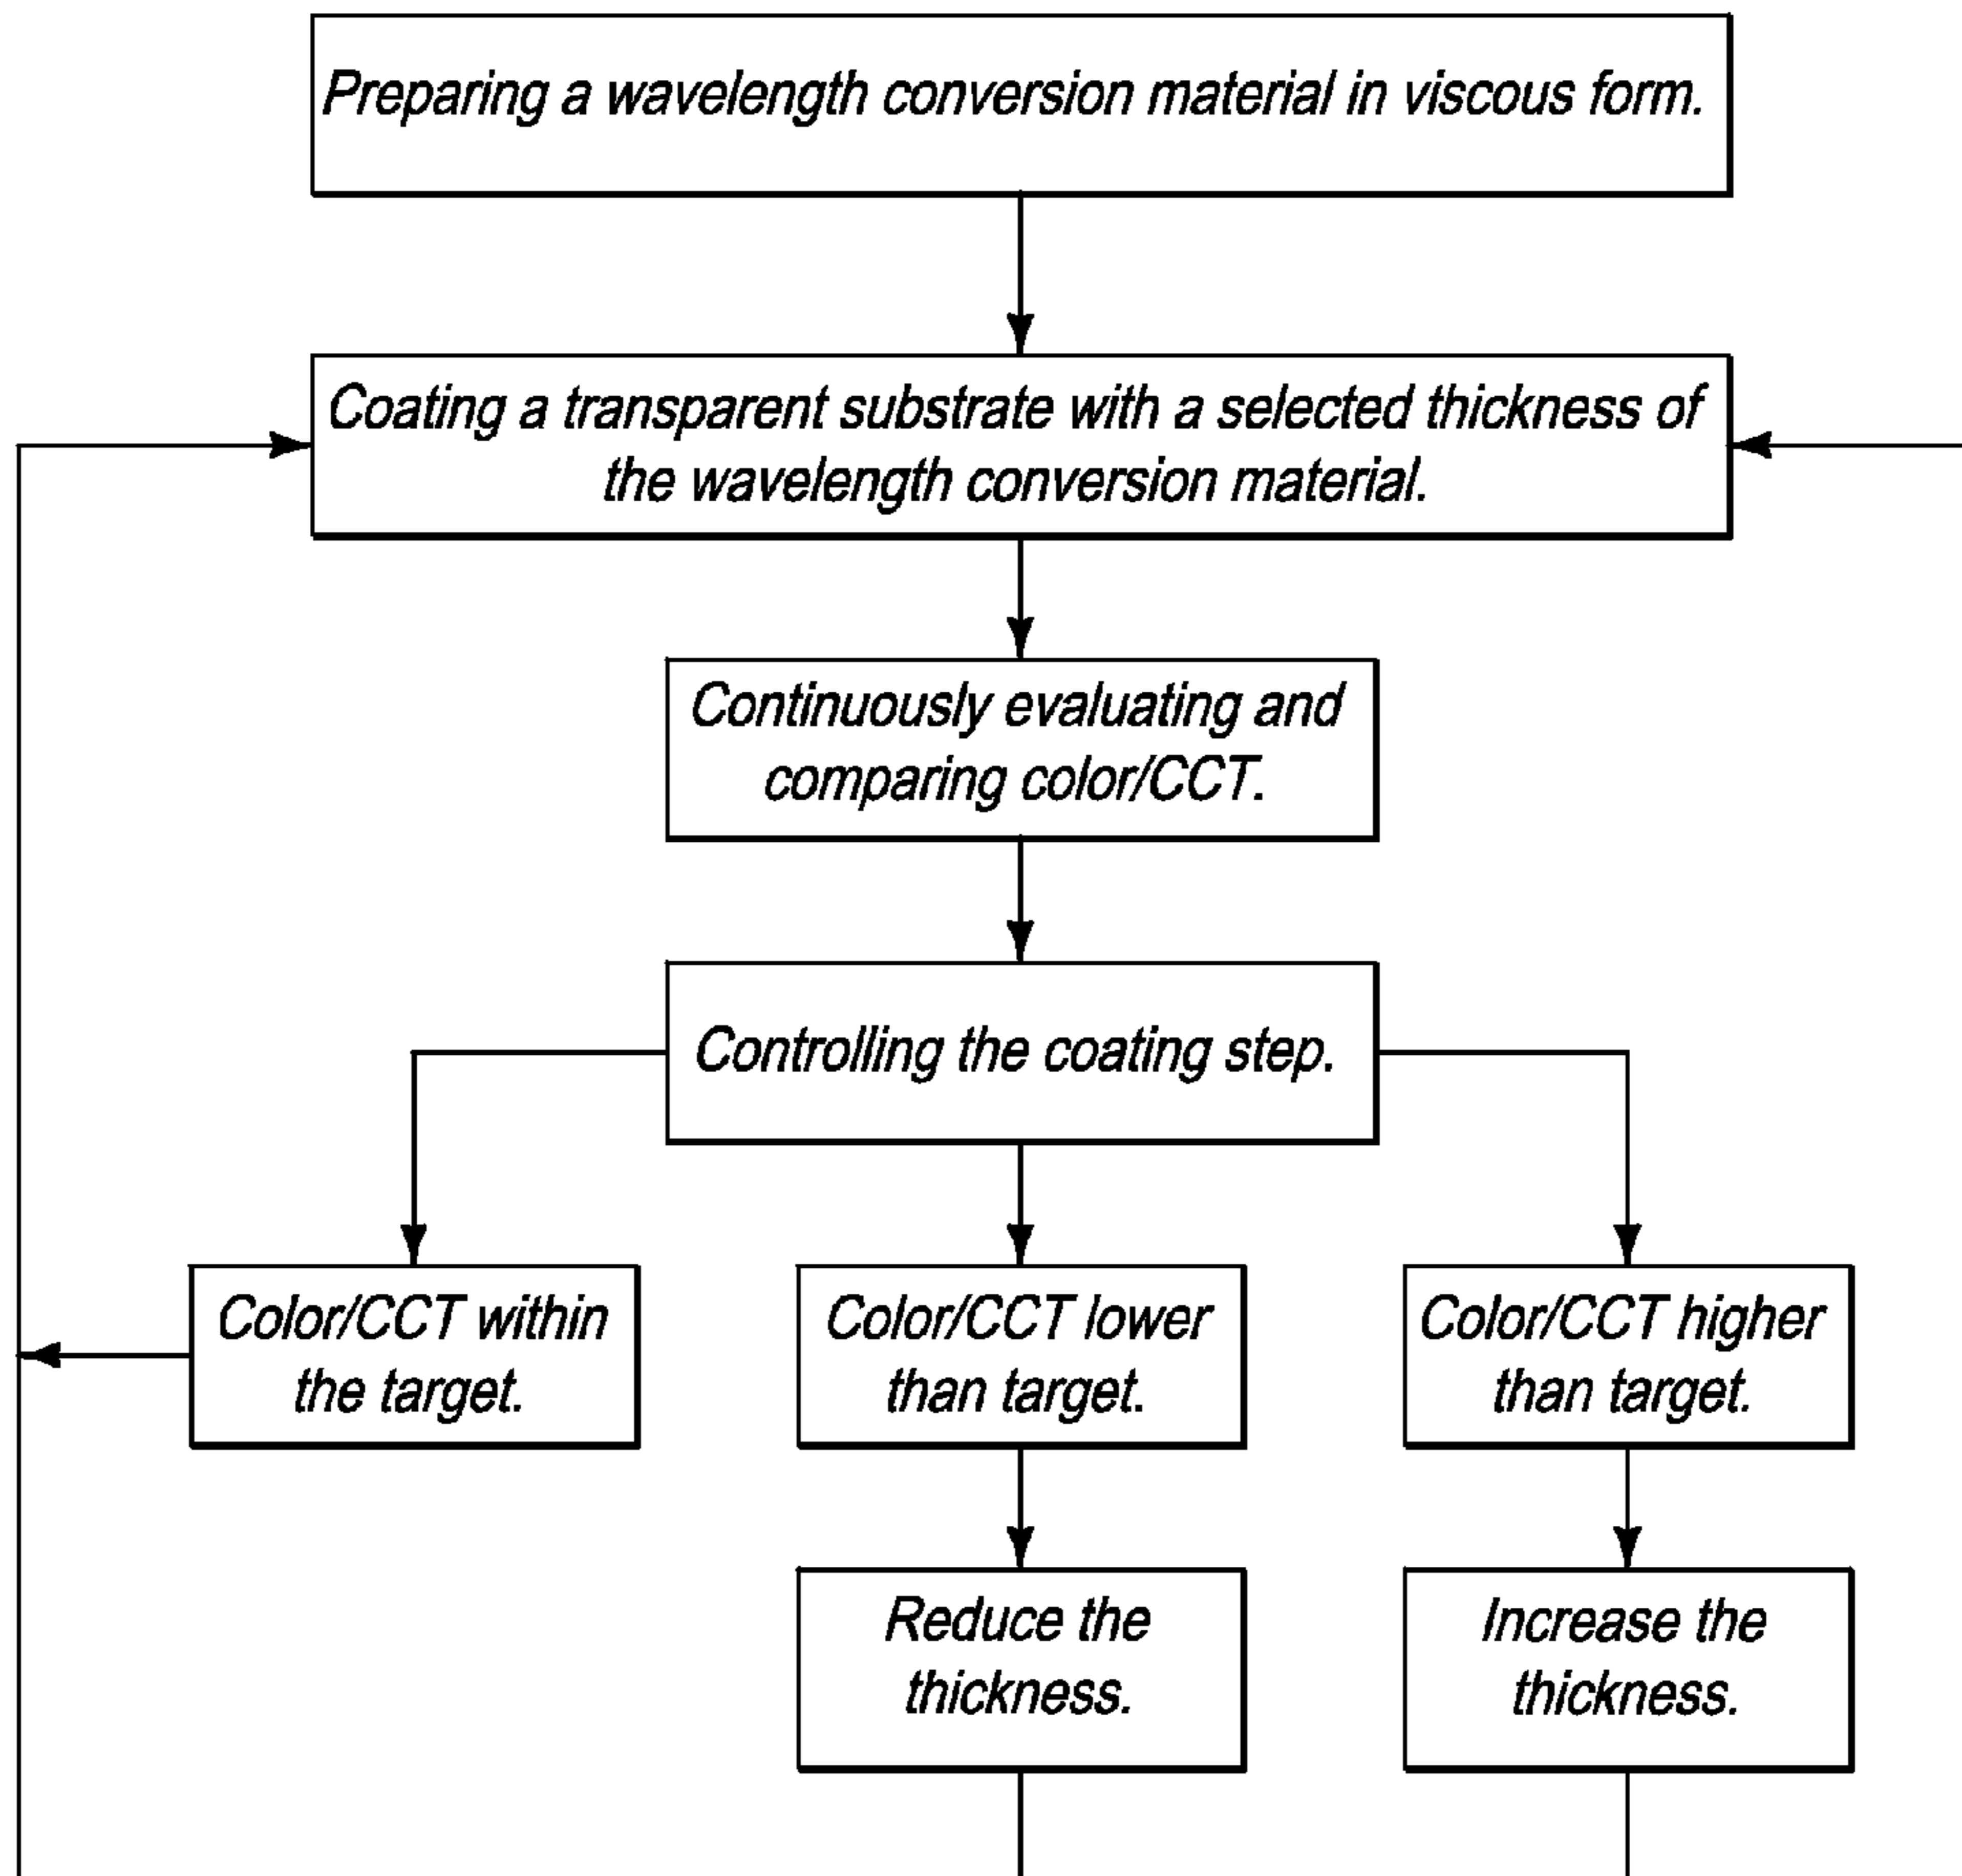 Preparing a wavelength conversion material in viscous form.
Coating a transparent substrate with a selected thickness of
the wavelength conversion material.
Continuously evaluating and
comparing color/CCT.
Controlling the coating step.
Color/CCT within
the target.
Color/CCT lower
than target.
Color/CCT higher
than target.
Reduce the
thickness.
Increase the
thickness.